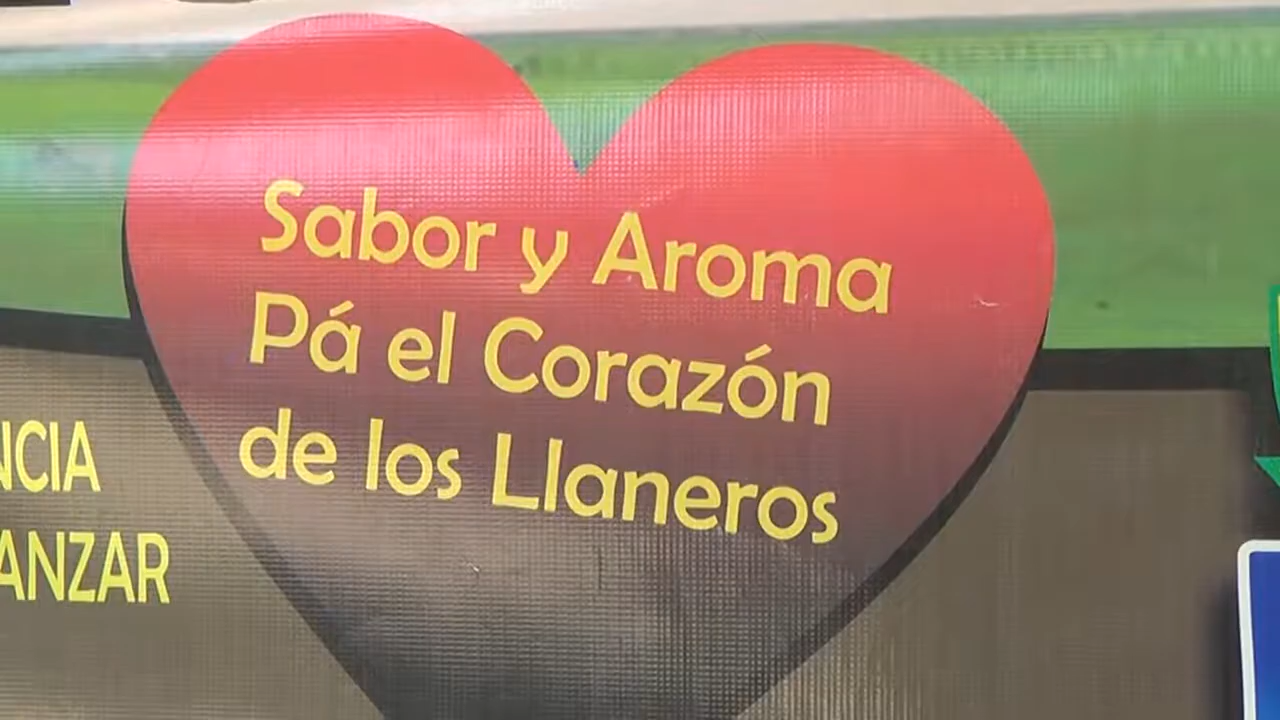 Sabor y Aroma
Pá el Corazón
de los Llaneros
NCIA
ANZAR